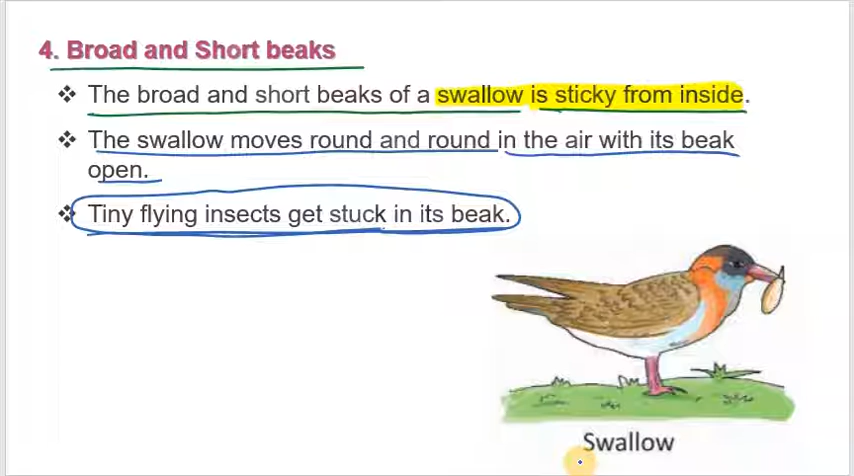 4. Broad and Short beaks
❖ The broad and short beaks of a swallow is sticky from inside.
❖ The swallow moves round and round in the air with its beak
open.
❖ Tiny flying insects get stuck in its beak.
Swallow